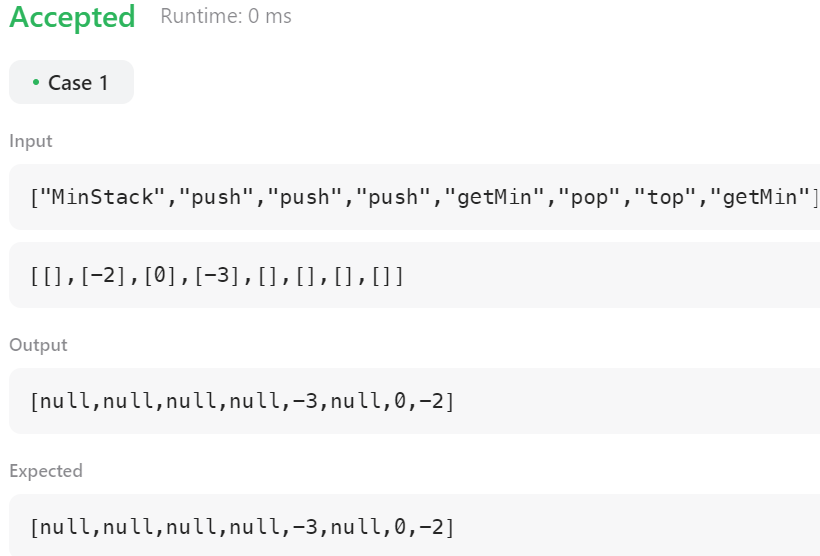 Accepted Runtime: 0 ms
• Case 1
Input
["MinStack","push","push","push","getMin","pop","top","getMin"]
[[],[-2],[0],[-3],[],[],[],[]]
Output
[null,null,null,null,-3,null,0,-2]
Expected
[null,null,null,null,-3,null,0,-2]